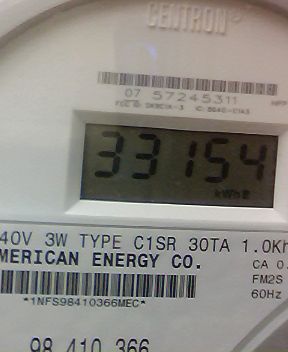 CENTRON
07 57245311
33154
kWh
40V 3W TYPE C1SR 30TA 1.0Kh
MERICAN ENERGY CO.
CA 0.
FM2S
60Hz
*1NFS98410366MEC*
98 410 366